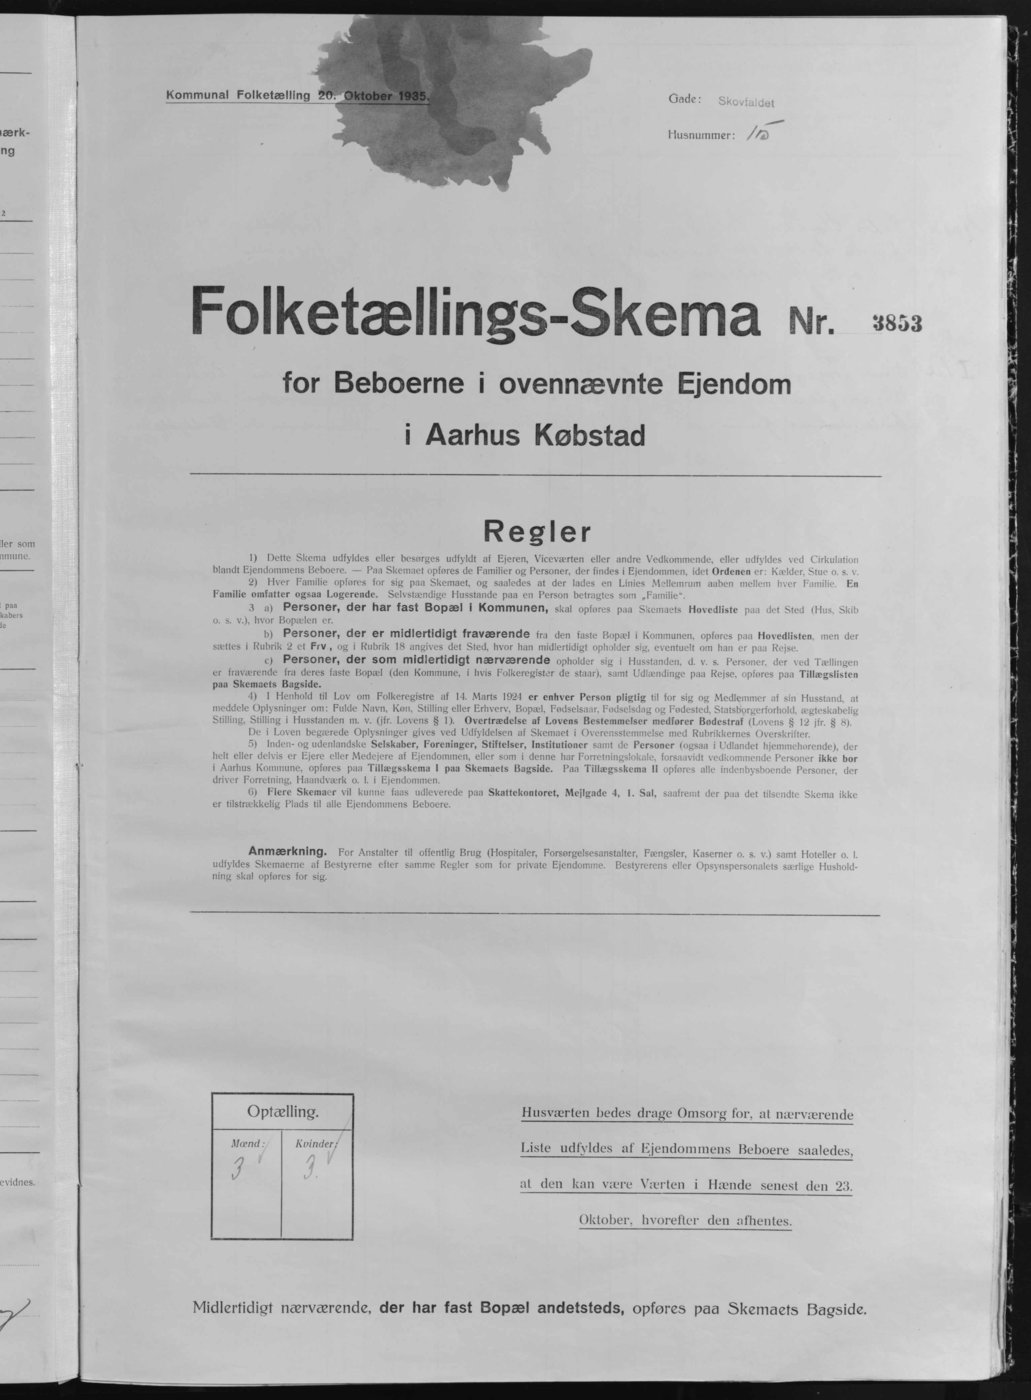 Kommunal Folketælling 20. Oktober 1935.
Gade: Skovfaldet
Husnummer: 15
Folketællings-Skema Nr. 3853
for Beboerne i ovennævnte Ejendom
i Aarhus Købstad
Regler
1) Dette Skema udfyldes eller besørges udfyldt af Ejeren, Viceværten eller andre Vedkommende, eller udfyldes ved Cirkulation
blandt Ejendommens Beboere. — Paa Skemaet opføres de Familier og Personer, der findes i Ejendommen, idet Ordenen er: Kælder, Stue o. s. v.
2) Hver Familie opføres for sig paa Skemaet, og saaledes at der lades en Linies Mellemrum aaben mellem hver Familie. En
Familie omfatter ogsaa Logerende. Selvstændige Husstande paa en Person betragtes som „Familie".
3 a) Personer, der har fast Bopæl i Kommunen, skal opføres paa Skemaets Hovedliste paa det Sted (Hus, Skib
o. s. v.), hvor Bopælen er.
b) Personer, der er midlertidigt fraværende fra den faste Bopæl i Kommunen, opføres paa Hovedlisten, men der
sættes i Rubrik 2 et Frv., og i Rubrik 18 angives det Sted, hvor han midlertidigt opholder sig, eventuelt om han er paa Rejse.
c) Personer, der som midlertidigt nærværende opholder sig i Husstanden, d. v. s. Personer, der ved Tællingen
er fraværende fra deres faste Bopæl (den Kommune, i hvis Folkeregister de staar), samt Udlændinge paa Rejse, opføres paa Tillægslisten
paa Skemaets Bagside.
4) I Henhold til Lov om Folkeregistre af 14. Marts 1924 er enhver Person pligtig til for sig og Medlemmer af sin Husstand, at
meddele Oplysninger om: Fulde Navn, Køn, Stilling eller Erhverv, Bopæl, Fødselsaar, Fødselsdag og Fødested, Statsborgerforhold, ægteskabelig
Stilling, Stilling i Husstanden m. v. (jfr. Lovens § 1). Overtrædelse af Lovens Bestemmelser medfører Bødestraf (Lovens § 12 jfr. § 8).
De i Loven begærede Oplysninger gives ved Udfyldelsen af Skemaet i Overensstemmelse med Rubrikkernes Overskrifter.
5) Inden- og udenlandske Selskaber, Foreninger, Stiftelser, Institutioner samt de Personer (ogsaa i Udlandet hjemmehørende), der
helt eller delvis er Ejere eller Medejere af Ejendommen, eller som i denne har Forretningslokale, forsaavidt vedkommende Personer ikke bor
i Aarhus Kommune, opføres paa Tillægsskema I paa Skemaets Bagside. Paa Tillægsskema II opføres alle indenbysboende Personer, der
driver Forretning, Haandværk o. l. i Ejendommen.
6) Flere Skemaer vil kunne faas udleverede paa Skattekontoret, Mejlgade 4, 1. Sal, saafremt der paa det tilsendte Skema ikke
er tilstrækkelig Plads til alle Ejendommens Beboere.
Anmærkning. For Anstalter til offentlig Brug (Hospitaler, Forsørgelsesanstalter, Fængsler, Kaserner o. s. v.) samt Hoteller o. l.
udfyldes Skemaerne af Bestyrerne efter samme Regler som for private Ejendomme. Bestyrerens eller Opsynspersonalets særlige Hushold-
ning skal opføres for sig.
Optælling.
Mænd: Kvinder:
3 3.
Husværten bedes drage Omsorg for, at nærværende
Liste udfyldes af Ejendommens Beboere saaledes,
at den kan være Værten i Hænde senest den 23.
Oktober, hvorefter den afhentes.
Midlertidigt nærværende, der har fast Bopæl andetsteds, opføres paa Skemaets Bagside.